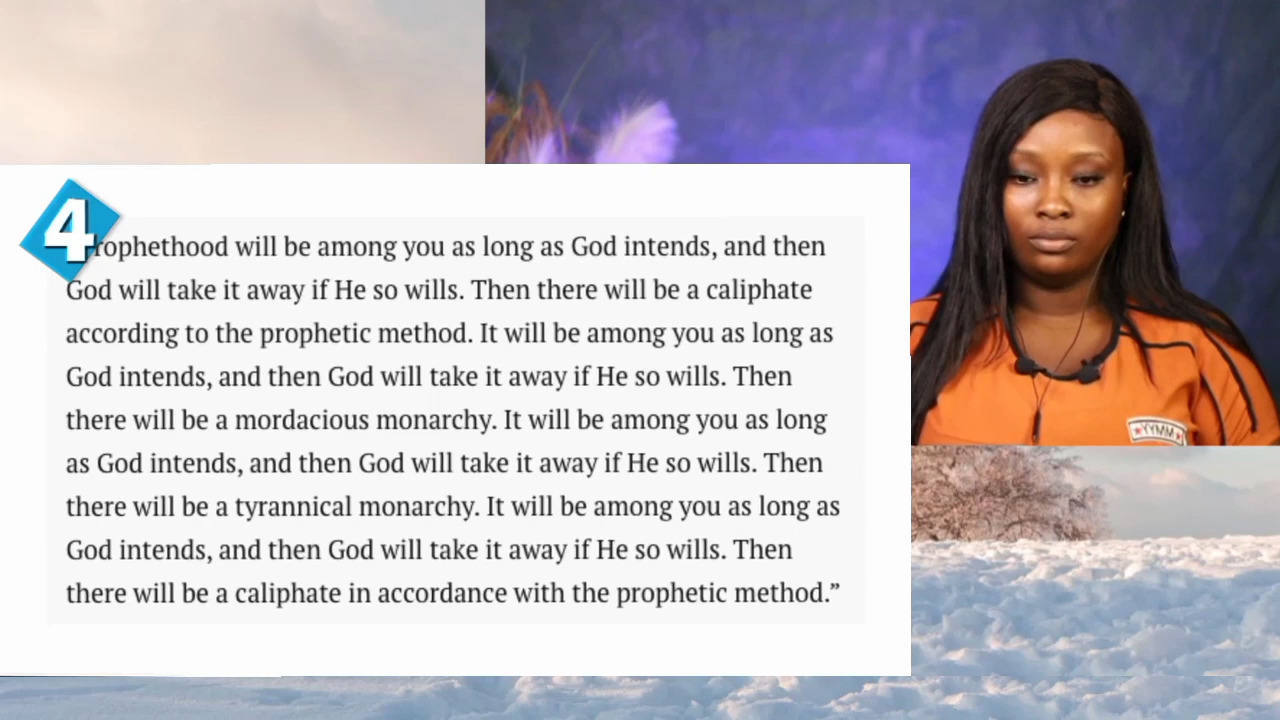 4
rophethood will be among you as long as God intends, and then
God will take it away if He so wills. Then there will be a caliphate
according to the prophetic method. It will be among you as long as
God intends, and then God will take it away if He so wills. Then
there will be a mordacious monarchy. It will be among you as long
as God intends, and then God will take it away if He so wills. Then
there will be a tyrannical monarchy. It will be among you as long as
God intends, and then God will take it away if He so wills. Then
there will be a caliphate in accordance with the prophetic method.”
★YYMM★